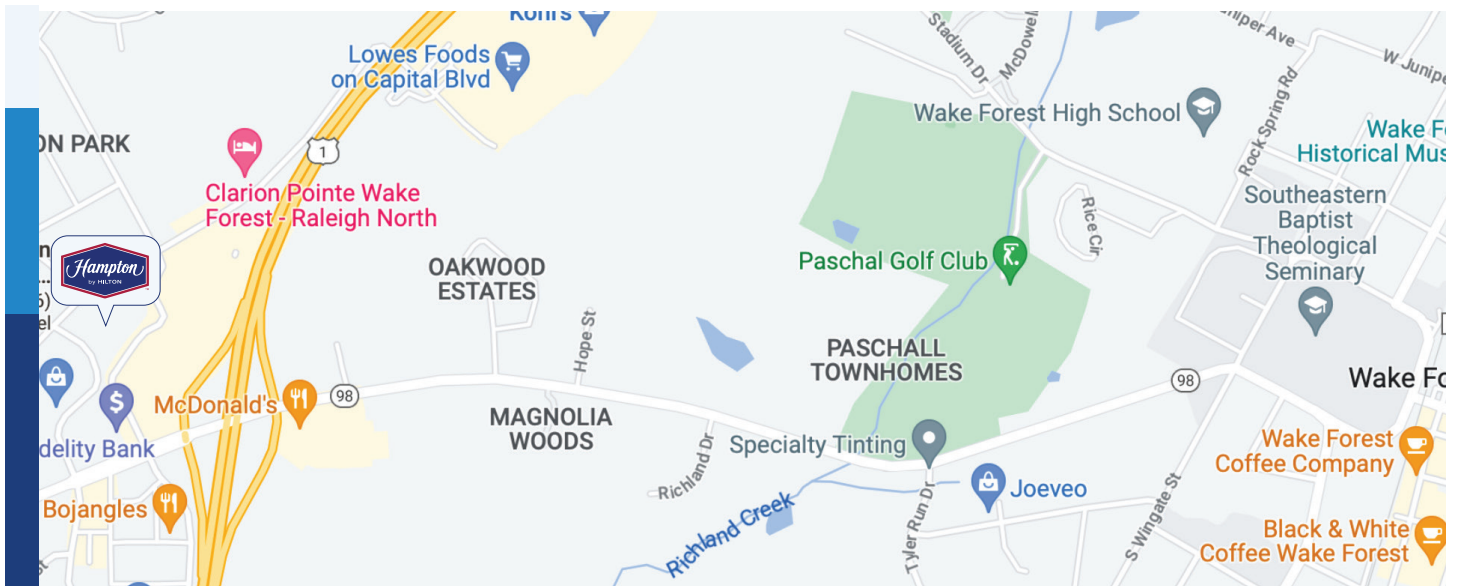 Kohl's
Lowes Foods
on Capital Blvd
Stadium Dr
McDowell
Juniper Ave
W Juniper
Wake Forest High School
Rock Spring Rd
Wake F
Historical Mus
ON PARK
1
Clarion Pointe Wake
Forest - Raleigh North
Rice Cir
Southeastern
Baptist
Theological
Seminary
Hampton
by HILTON
el
OAKWOOD
ESTATES
Paschal Golf Club
Hope St
PASCHALL
TOWNHOMES
98
98
Wake Fo
McDonald's
MAGNOLIA
WOODS
delity Bank
Richland Dr
Specialty Tinting
Wake Forest
Coffee Company
Bojangles
Richland Creek
Tyler Run Dr
Joeveo
S Wingate St
Black & White
Coffee Wake Forest
st